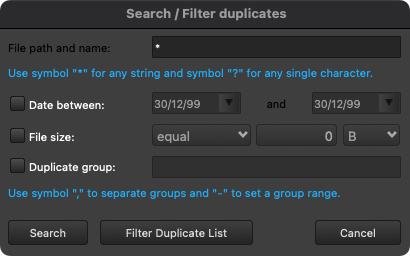 Search / Filter duplicates
File path and name: *
Use symbol "*" for any string and symbol "?" for any single character.
Date between: 30/12/99 and 30/12/99
File size: equal 0 B
Duplicate group:
Use symbol "," to separate groups and "-" to set a group range.
Search Filter Duplicate List Cancel